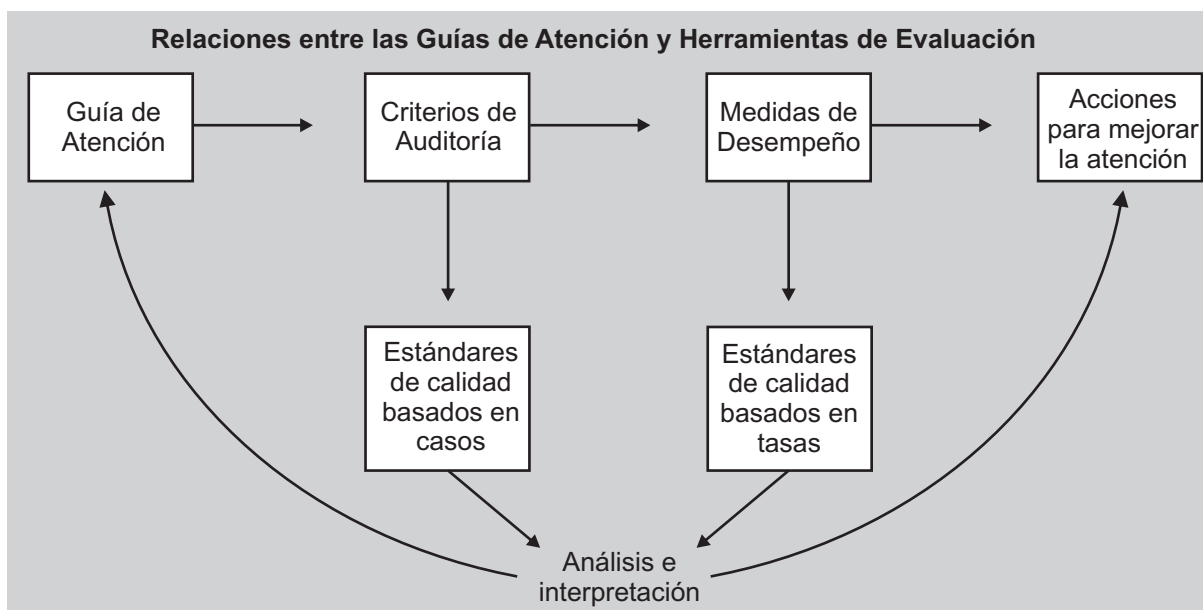 Relaciones entre las Guías de Atención y Herramientas de Evaluación
Guía de
Atención
Criterios de
Auditoría
Medidas de
Desempeño
Acciones
para mejorar
la atención
Estándares
de calidad
basados en
casos
Estándares
de calidad
basados en
tasas
Análisis e
interpretación